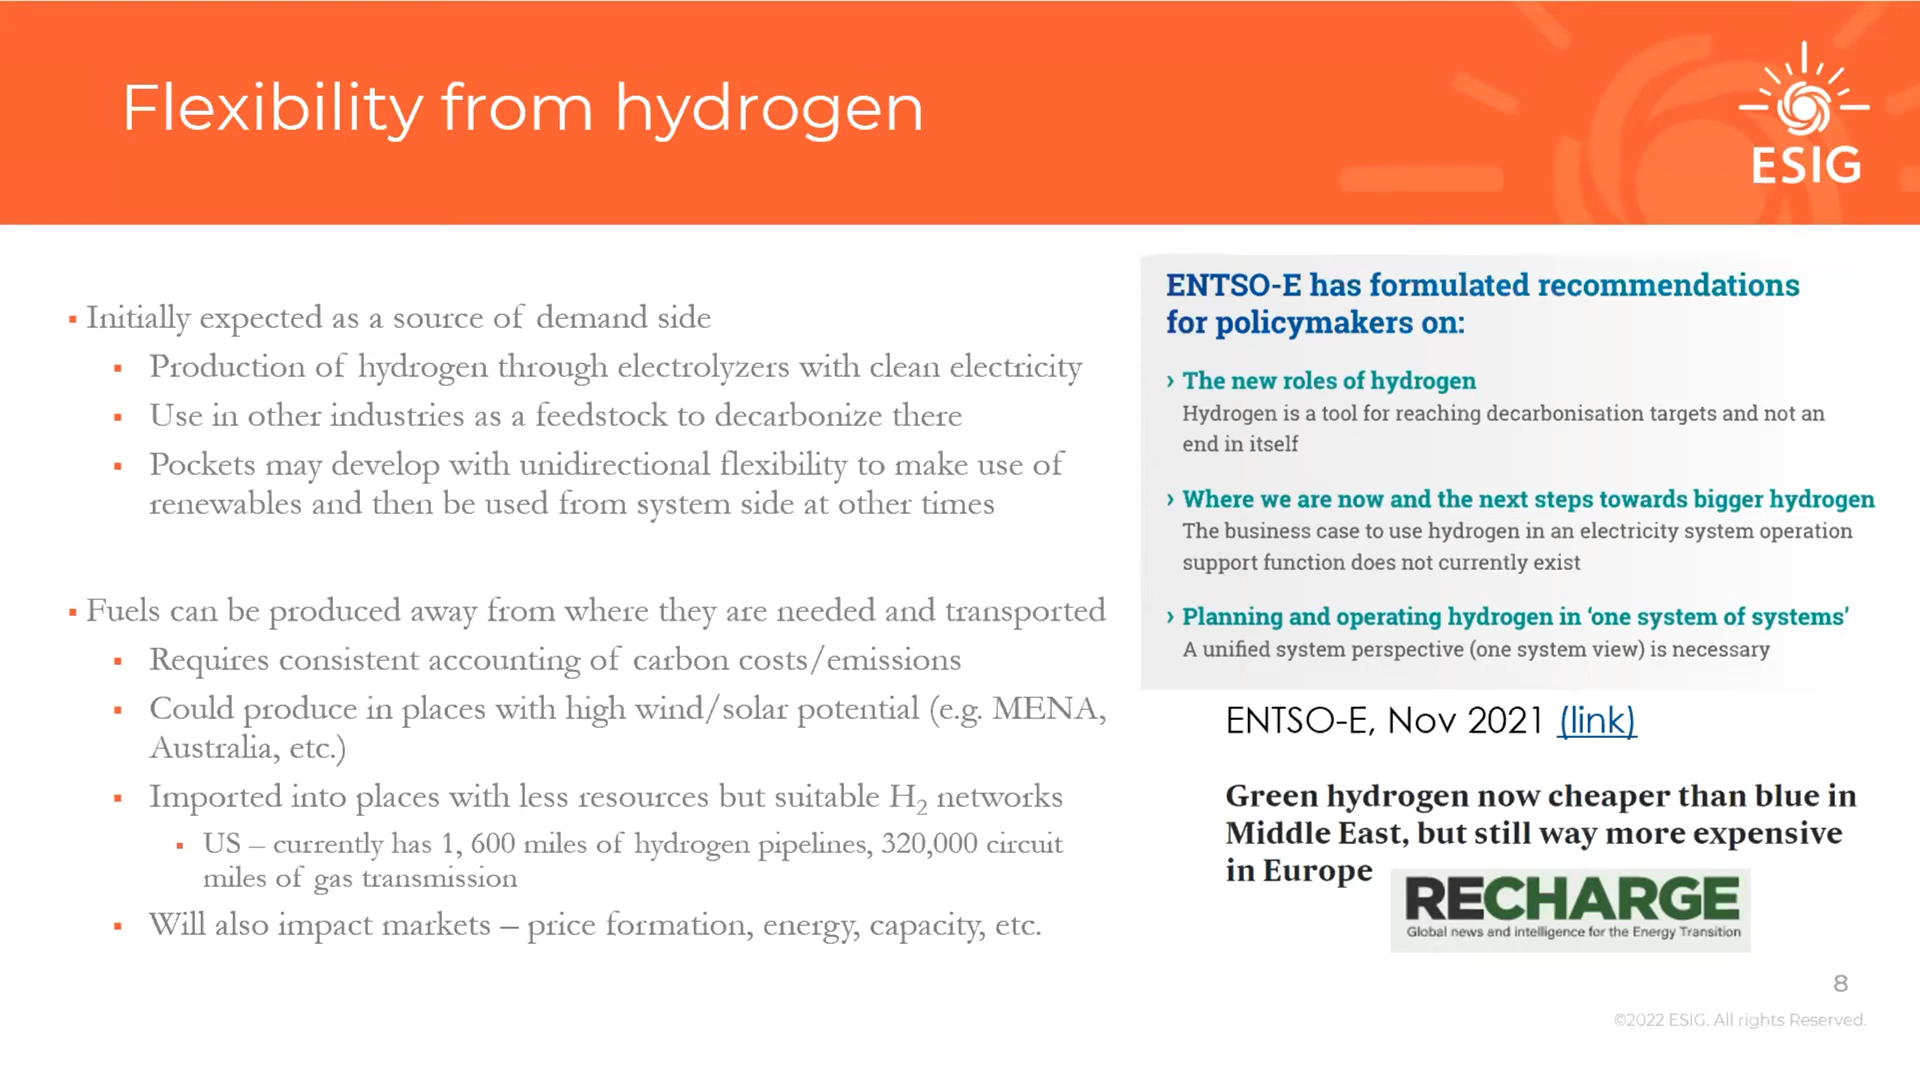 Flexibility from hydrogen
ESIG
▪ Initially expected as a source of demand side
▪ Production of hydrogen through electrolyzers with clean electricity
▪ Use in other industries as a feedstock to decarbonize there
▪ Pockets may develop with unidirectional flexibility to make use of
renewables and then be used from system side at other times
▪ Fuels can be produced away from where they are needed and transported
▪ Requires consistent accounting of carbon costs/emissions
▪ Could produce in places with high wind/solar potential (e.g. MENA,
Australia, etc.)
▪ Imported into places with less resources but suitable H₂ networks
▪ US – currently has 1, 600 miles of hydrogen pipelines, 320,000 circuit
miles of gas transmission
▪ Will also impact markets – price formation, energy, capacity, etc.
ENTSO-E has formulated recommendations
for policymakers on:
› The new roles of hydrogen
Hydrogen is a tool for reaching decarbonisation targets and not an
end in itself
› Where we are now and the next steps towards bigger hydrogen
The business case to use hydrogen in an electricity system operation
support function does not currently exist
› Planning and operating hydrogen in ‘one system of systems’
A unified system perspective (one system view) is necessary
ENTSO-E, Nov 2021 (link)
Green hydrogen now cheaper than blue in
Middle East, but still way more expensive
in Europe
RECHARGE
Global news and intelligence for the Energy Transition
8
©2022 ESIG. All rights Reserved.